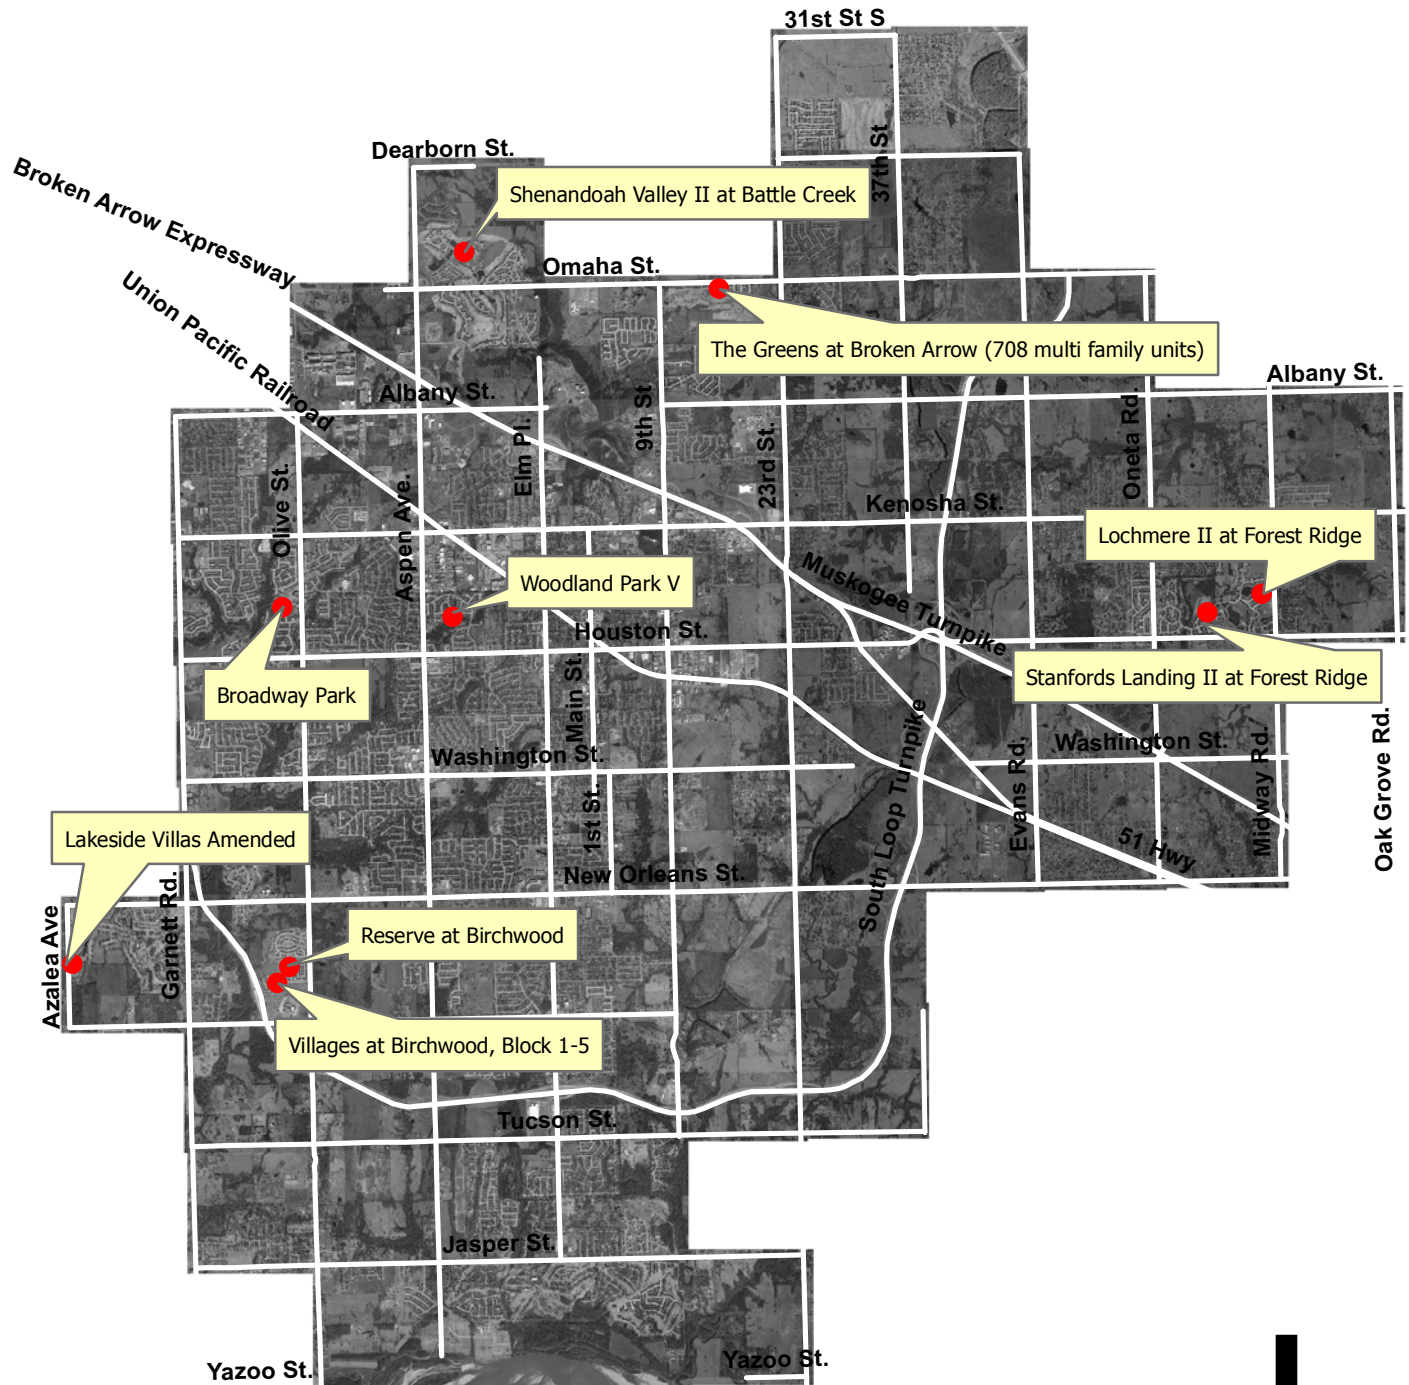 31st St S
37th St
Dearborn St.
Broken Arrow Expressway
Shenandoah Valley II at Battle Creek
Omaha St.
Union Pacific Railroad
The Greens at Broken Arrow (708 multi family units)
Albany St.
Albany St.
9th St
Elm Pl.
23rd St.
Oneta Rd.
Olive St.
Aspen Ave.
Kenosha St.
Lochmere II at Forest Ridge
Woodland Park V
Muskogee Turnpike
Houston St.
Broadway Park
Stanfords Landing II at Forest Ridge
Main St.
Washington St.
Washington St.
South Loop Turnpike
Evans Rd.
Midway Rd.
Oak Grove Rd.
Lakeside Villas Amended
1st St.
51 Hwy
New Orleans St.
Azalea Ave
Garnett Rd.
Reserve at Birchwood
Villages at Birchwood, Block 1-5
Tucson St.
Jasper St.
Yazoo St.
Yazoo St.